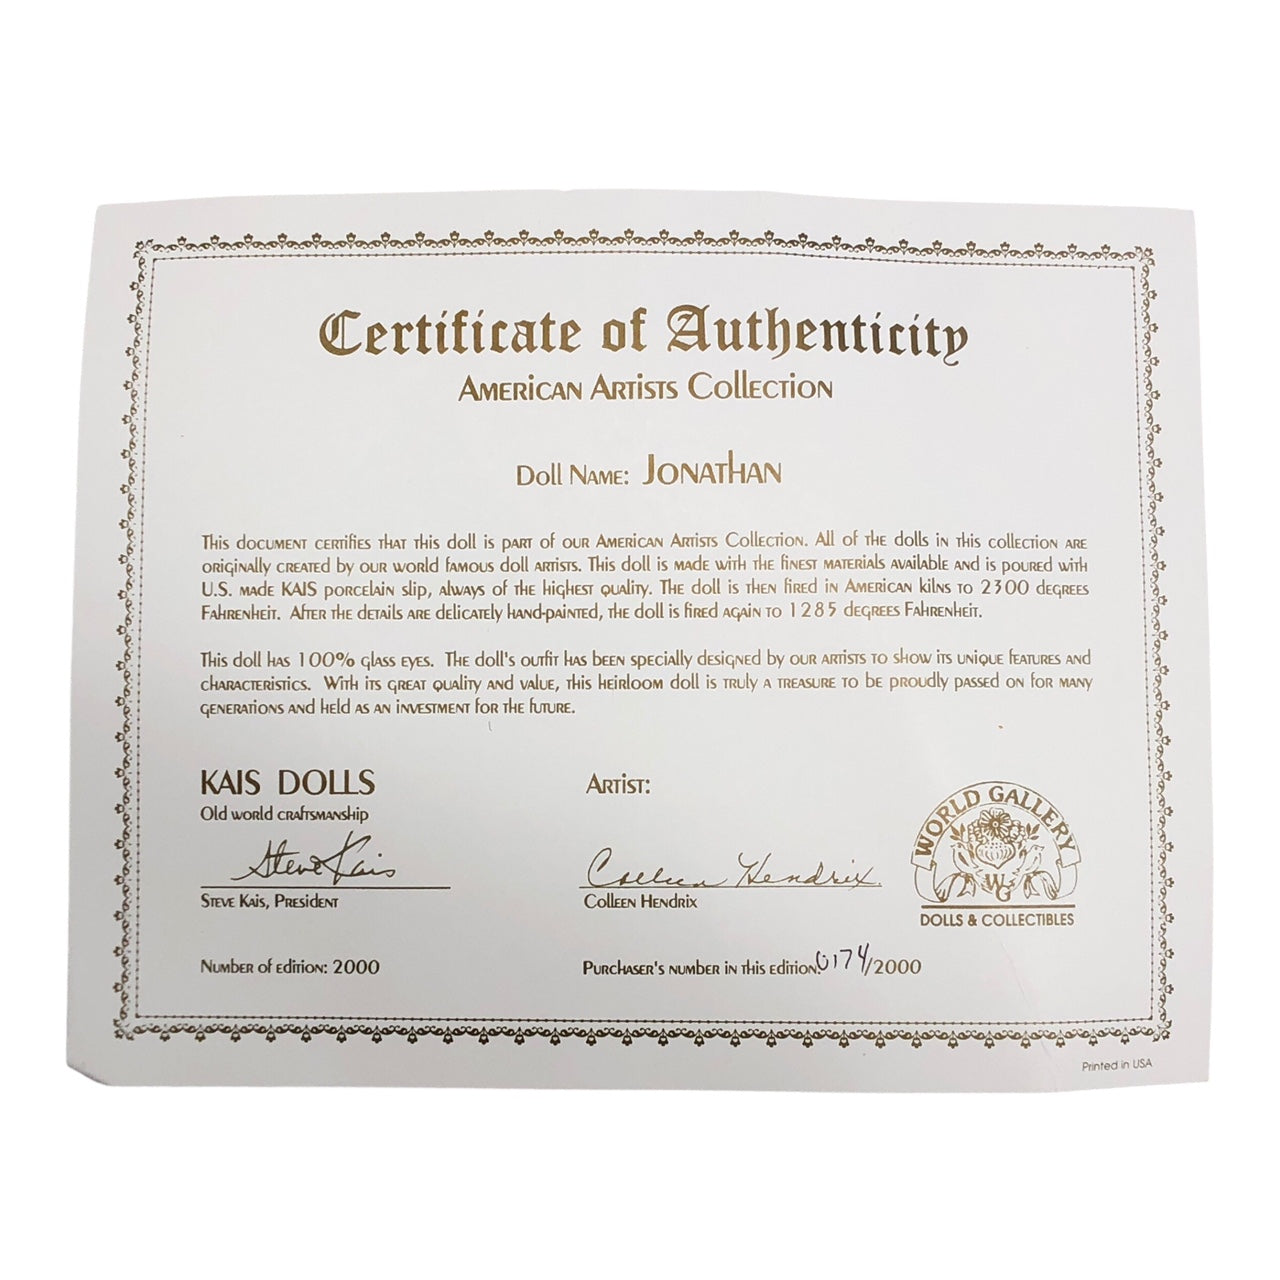 Certificate of Authenticity
American Artists Collection
Doll Name: Jonathan
This document certifies that this doll is part of our American Artists Collection. All of the dolls in this collection are
originally created by our world famous doll artists. This doll is made with the finest materials available and is poured with
U.S. made KAIS porcelain slip, always of the highest quality. The doll is then fired in American kilns to 2300 degrees
Fahrenheit. After the details are delicately hand-painted, the doll is fired again to 1285 degrees Fahrenheit.
This doll has 100% glass eyes. The doll's outfit has been specially designed by our artists to show its unique features and
characteristics. With its great quality and value, this heirloom doll is truly a treasure to be proudly passed on for many
generations and held as an investment for the future.
KAIS DOLLS
Old world craftsmanship
Steve Kais
Steve Kais, President
Number of edition: 2000
Artist:
Colleen Hendrix
Colleen Hendrix
Purchaser's number in this edition: 0174/2000
WORLD GALLERY
WG
DOLLS & COLLECTIBLES
Printed in USA